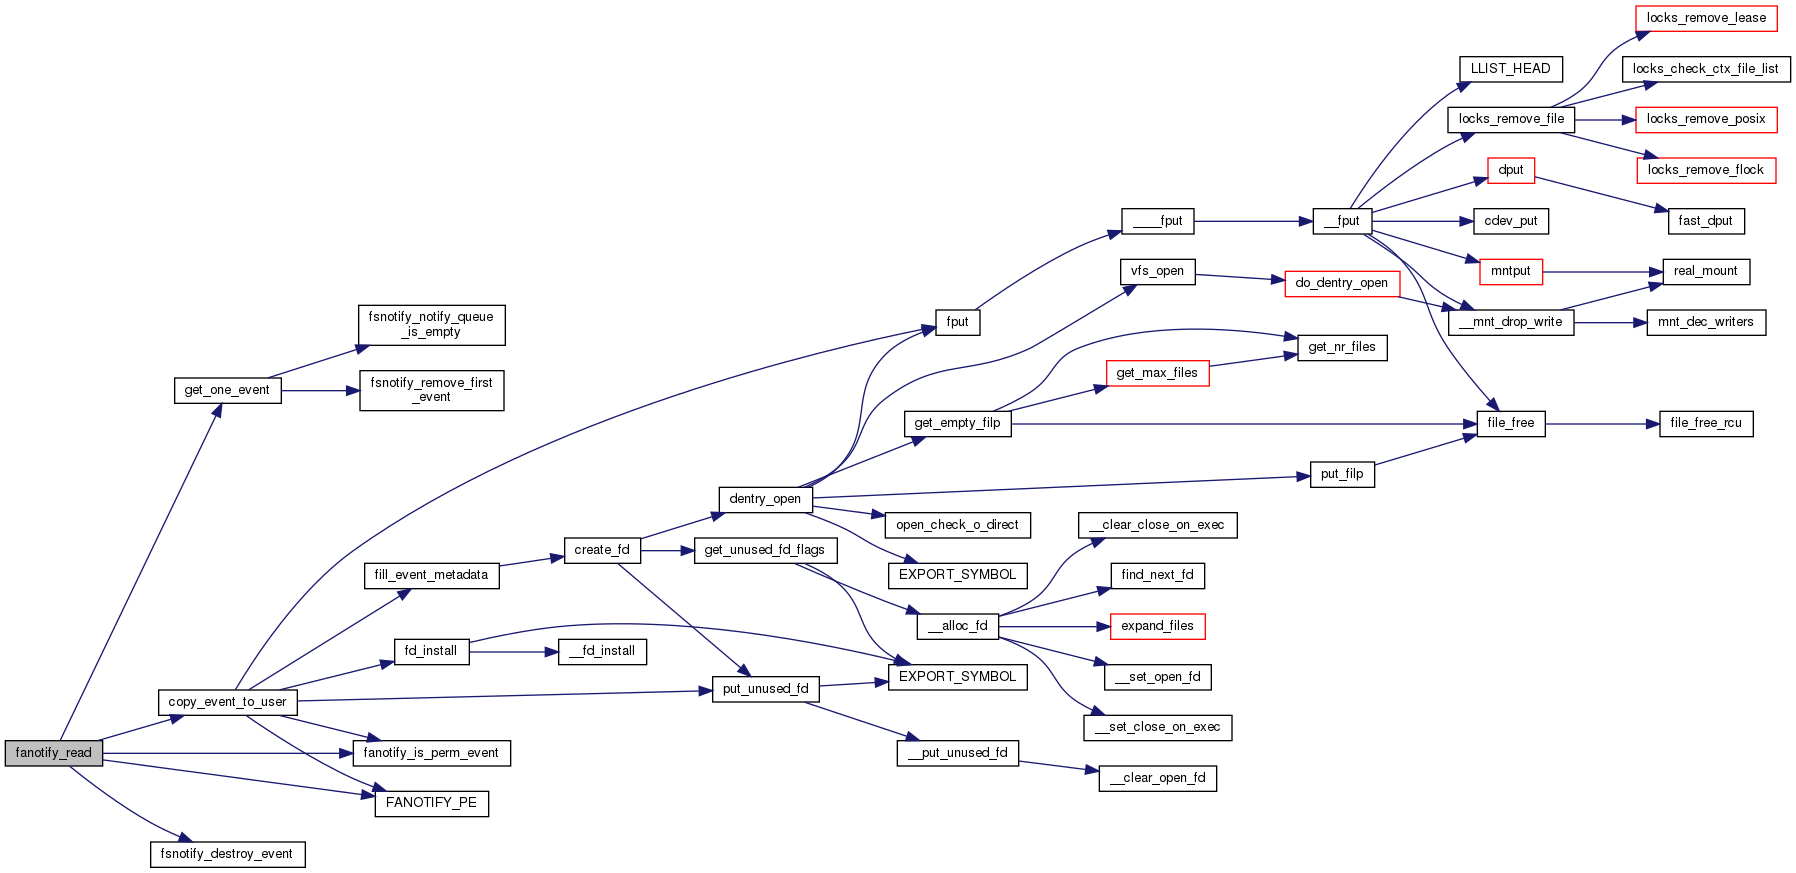 locks_remove_lease
LLIST_HEAD
locks_check_ctx_file_list
locks_remove_file
locks_remove_posix
dput
locks_remove_flock
____fput
__fput
cdev_put
fast_dput
vfs_open
do_dentry_open
mntput
real_mount
fsnotify_notify_queue
_is_empty
fput
__mnt_drop_write
mnt_dec_writers
get_nr_files
get_one_event
fsnotify_remove_first
_event
get_max_files
get_empty_filp
file_free
file_free_rcu
put_filp
dentry_open
open_check_o_direct
__clear_close_on_exec
create_fd
get_unused_fd_flags
fill_event_metadata
EXPORT_SYMBOL
find_next_fd
__alloc_fd
expand_files
fd_install
__fd_install
EXPORT_SYMBOL
__set_open_fd
copy_event_to_user
put_unused_fd
__set_close_on_exec
fanotify_read
fanotify_is_perm_event
__put_unused_fd
__clear_open_fd
FANOTIFY_PE
fsnotify_destroy_event